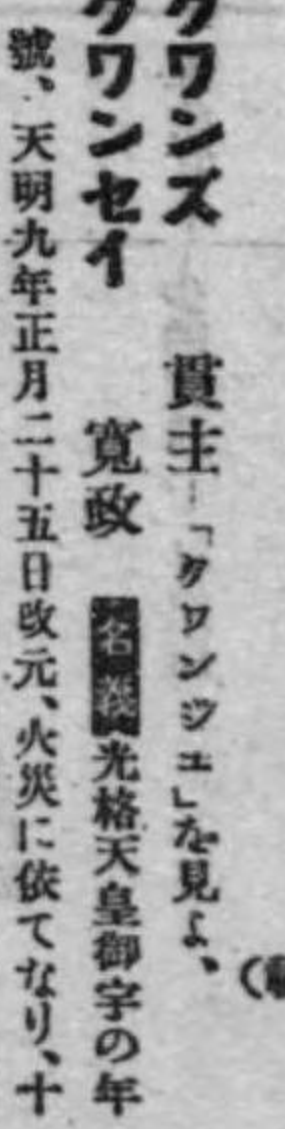 クワンズ 貫主 「クワンジユ」を見よ、
クワンセイ 寛政 名義 光格天皇御宇の年
號、天明九年正月二十五日改元、火災に依てなり、十